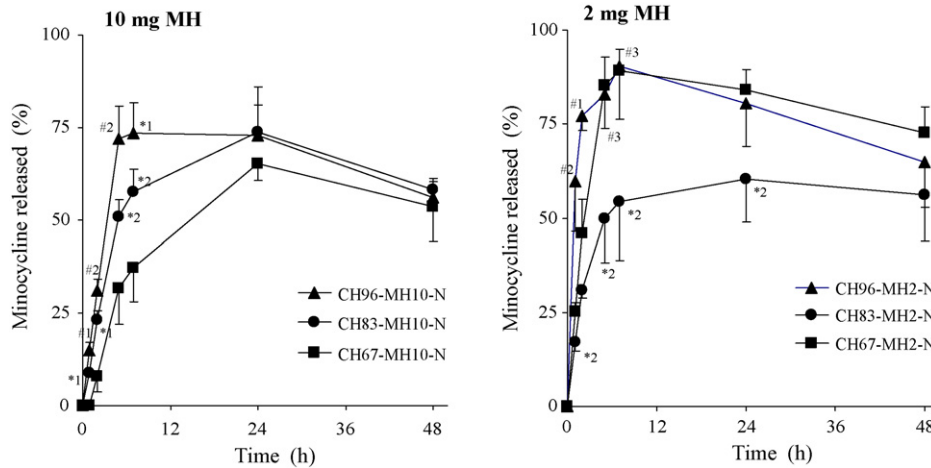 10 mg MH
100
75
50
25
0
Minocycline released (%)
#2
*1
#2
*2
*2
#1
*1
*1
CH96-MH10-N
CH83-MH10-N
CH67-MH10-N
0 12 24 36 48
Time (h)
2 mg MH
100
75
50
25
0
Minocycline released (%)
#3
#1
#3
#2
*2
*2
*2
*2
CH96-MH2-N
CH83-MH2-N
CH67-MH2-N
0 12 24 36 48
Time (h)